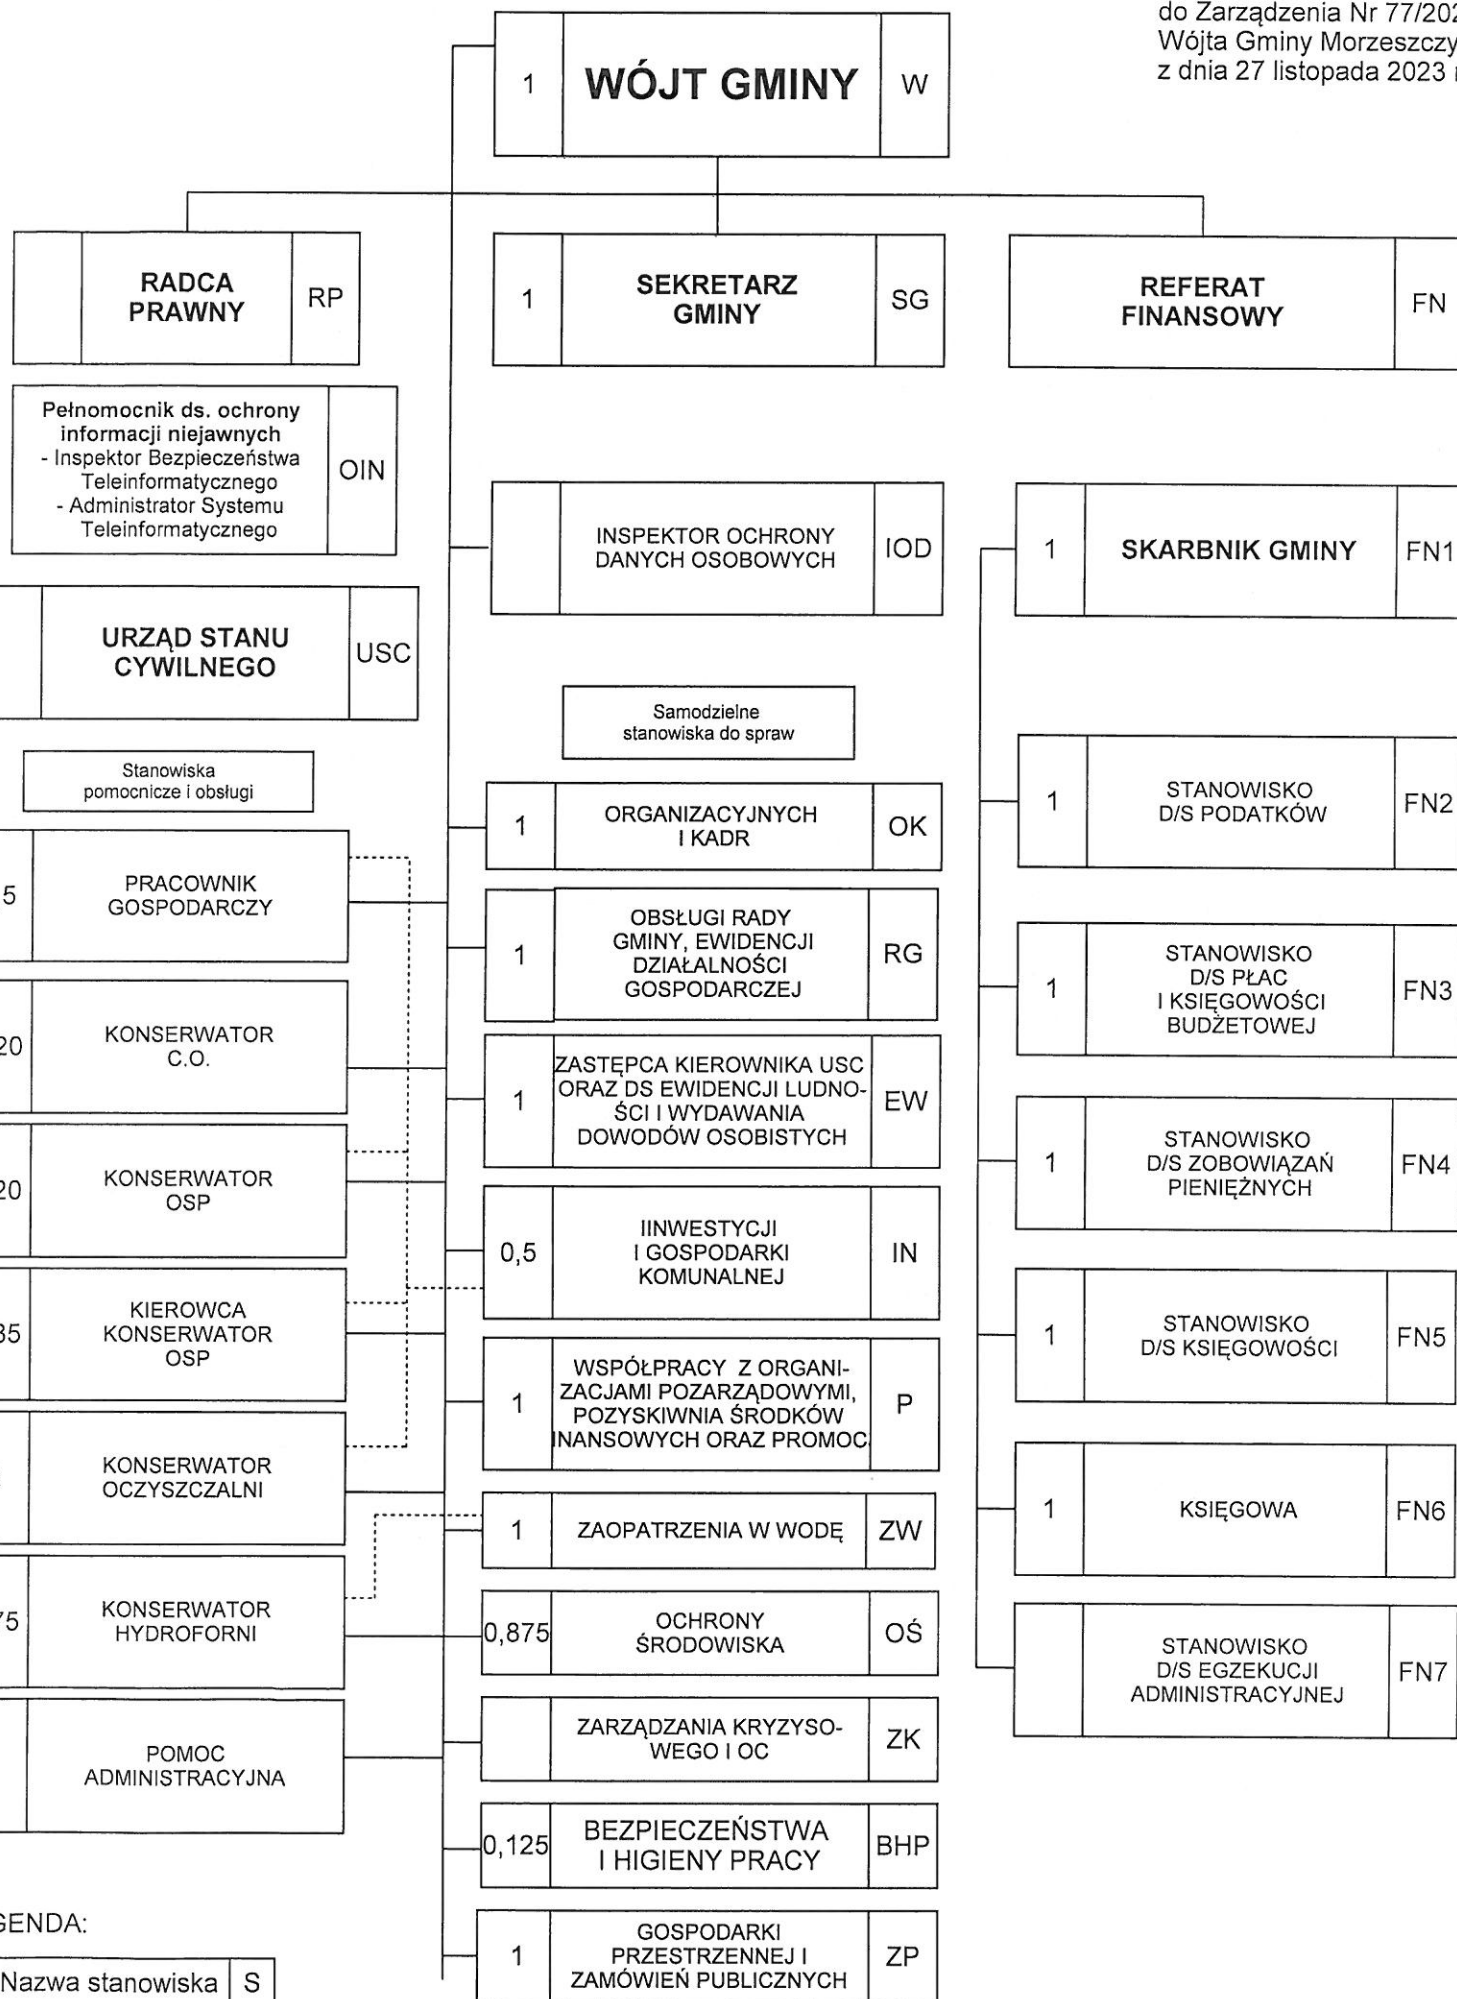 do Zarządzenia Nr 77/202
Wójta Gminy Morzeszczy
z dnia 27 listopada 2023 r
1
WÓJT GMINY
W
RADCA
PRAWNY
RP
1
SEKRETARZ
GMINY
SG
REFERAT
FINANSOWY
FN
Pełnomocnik ds. ochrony
informacji niejawnych
- Inspektor Bezpieczeństwa
Teleinformatycznego
- Administrator Systemu
Teleinformatycznego
OIN
INSPEKTOR OCHRONY
DANYCH OSOBOWYCH
IOD
1
SKARBNIK GMINY
FN1
URZĄD STANU
CYWILNEGO
USC
Samodzielne
stanowiska do spraw
Stanowiska
pomocnicze i obsługi
5
PRACOWNIK
GOSPODARCZY
20
KONSERWATOR
C.O.
20
KONSERWATOR
OSP
35
KIEROWCA
KONSERWATOR
OSP
KONSERWATOR
OCZYSZCZALNI
75
KONSERWATOR
HYDROFORNI
POMOC
ADMINISTRACYJNA
1
ORGANIZACYJNYCH
I KADR
OK
1
OBSŁUGI RADY
GMINY, EWIDENCJI
DZIAŁALNOŚCI
GOSPODARCZEJ
RG
1
ZASTĘPCA KIEROWNIKA USC
ORAZ DS EWIDENCJI LUDNO-
ŚCI I WYDAWANIA
DOWODÓW OSOBISTYCH
EW
0,5
IINWESTYCJI
I GOSPODARKI
KOMUNALNEJ
IN
1
WSPÓŁPRACY Z ORGANI-
ZACJAMI POZARZĄDOWYMI,
POZYSKIWNIA ŚRODKÓW
INANSOWYCH ORAZ PROMOC
P
1
ZAOPATRZENIA W WODĘ
ZW
0,875
OCHRONY
ŚRODOWISKA
OŚ
ZARZĄDZANIA KRYZYSO-
WEGO I OC
ZK
0,125
BEZPIECZEŃSTWA
I HIGIENY PRACY
BHP
1
GOSPODARKI
PRZESTRZENNEJ I
ZAMÓWIEŃ PUBLICZNYCH
ZP
1
STANOWISKO
D/S PODATKÓW
FN2
1
STANOWISKO
D/S PŁAC
I KSIĘGOWOŚCI
BUDŻETOWEJ
FN3
1
STANOWISKO
D/S ZOBOWIĄZAŃ
PIENIĘŻNYCH
FN4
1
STANOWISKO
D/S KSIĘGOWOŚCI
FN5
1
KSIĘGOWA
FN6
STANOWISKO
D/S EGZEKUCJI
ADMINISTRACYJNEJ
FN7
GENDA:
Nazwa stanowiska
S